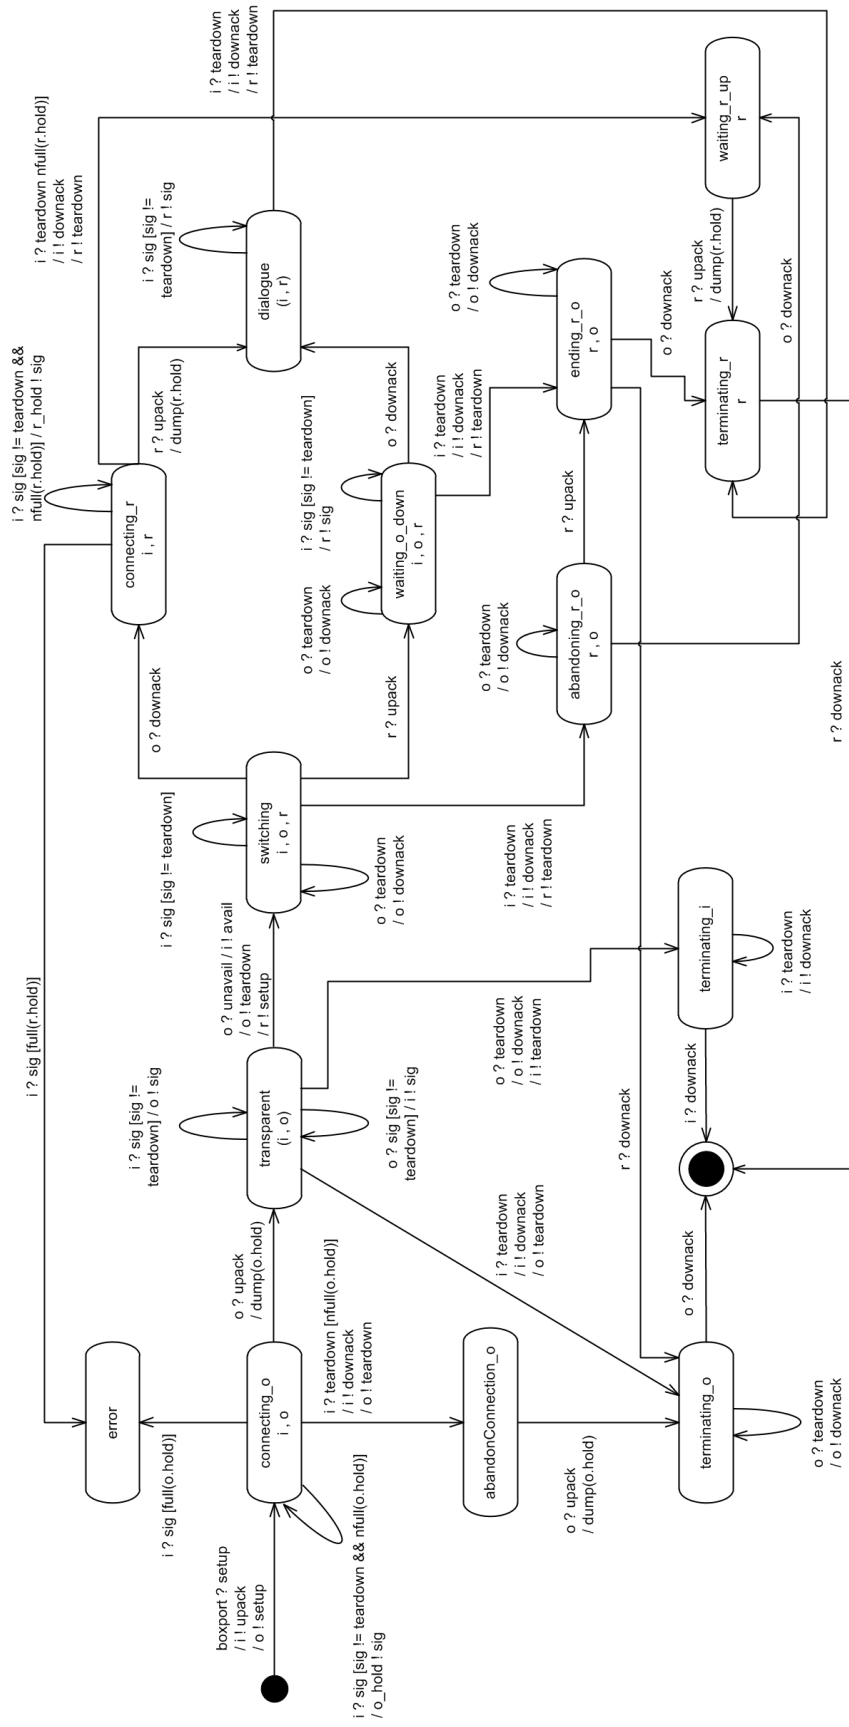 boxport ? setup
/ i ! upack
/ o ! setup
i ? sig [sig != teardown && nfull(o.hold)]
/ o_hold ! sig
connecting_o
i , o
i ? sig [full(o.hold)]
error
i ? sig [full(r.hold)]
i ? teardown [nfull(o.hold)]
/ i ! downack
/ o ! teardown
abandonConnection_o
o ? upack
/ dump(o.hold)
terminating_o
o ? teardown
/ o ! downack
o ? downack
o ? upack
/ dump(o.hold)
transparent
(i , o)
i ? sig [sig !=
teardown] / o ! sig
o ? sig [sig !=
teardown] / i ! sig
i ? teardown
/ i ! downack
/ o ! teardown
o ? teardown
/ o ! downack
/ i ! teardown
terminating_i
i ? teardown
/ i ! downack
i ? downack
o ? unavail / i ! avail
/ o ! teardown
/ r ! setup
switching
i , o , r
i ? sig [sig != teardown]
o ? teardown
/ o ! downack
i ? teardown
/ i ! downack
/ r ! teardown
o ? downack
r ? upack
connecting_r
i , r
i ? sig [sig != teardown &&
nfull(r.hold)] / r_hold ! sig
i ? teardown nfull(r.hold)]
/ i ! downack
/ r ! teardown
r ? upack
/ dump(r.hold)
waiting_o_down
i , o , r
o ? teardown
/ o ! downack
i ? sig [sig != teardown]
/ r ! sig
o ? downack
i ? teardown
/ i ! downack
/ r ! teardown
dialogue
(i , r)
i ? sig [sig !=
teardown] / r ! sig
i ? teardown
/ i ! downack
/ r ! teardown
abandoning_r_o
r , o
o ? teardown
/ o ! downack
r ? upack
ending_r_o
r , o
o ? teardown
/ o ! downack
o ? downack
r ? downack
terminating_r
r
r ? upack
/ dump(r.hold)
waiting_r_up
r
o ? downack
r ? downack